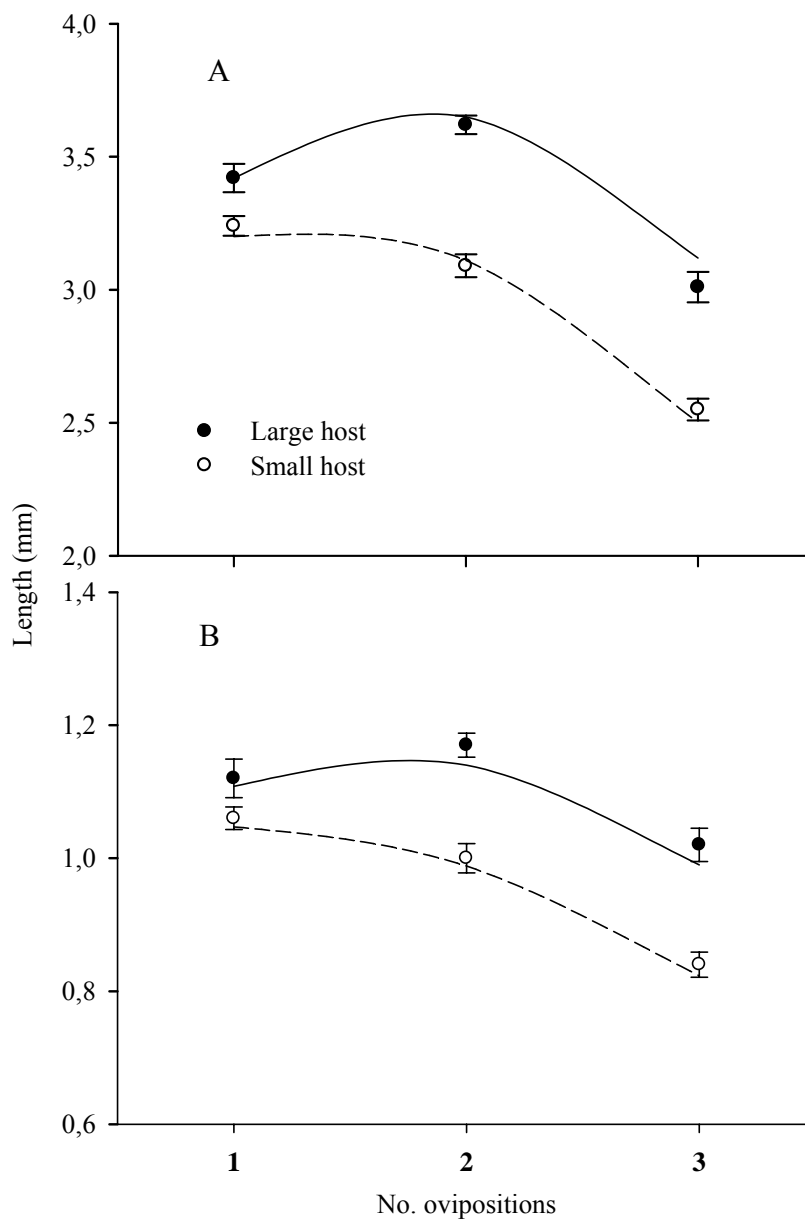 4,0
A
3,5
3,0
Large host
2,5
Small host
2,0
Length (mm)
1,4
B
1,2
1,0
0,8
0,6
1 2 3
No. ovipositions